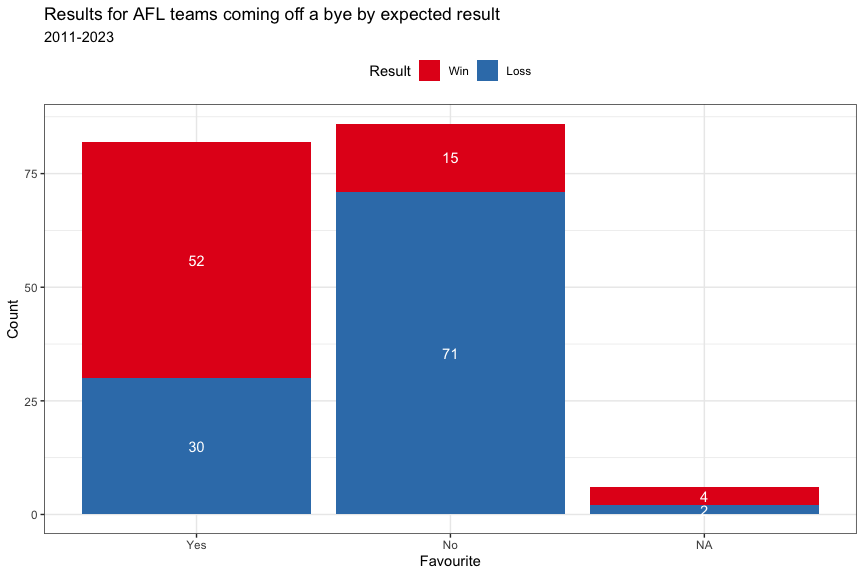 Results for AFL teams coming off a bye by expected result
2011-2023
Result Win Loss
Count
75
50
25
0
52
30
15
71
4
2
Yes No NA
Favourite